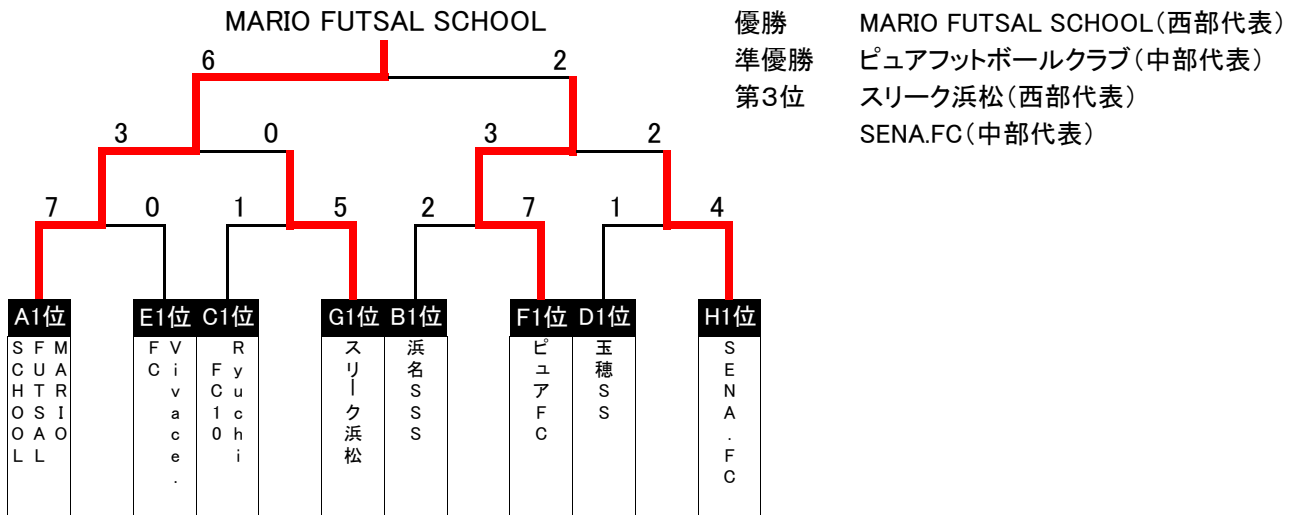 MARIO FUTSAL SCHOOL
優勝 MARIO FUTSAL SCHOOL(西部代表)
準優勝 ピュアフットボールクラブ(中部代表)
第3位 スリーク浜松(西部代表)
SENA.FC(中部代表)
6 2
3 0 3 2
7 0 1 5 2 7 1 4
A1位 E1位 C1位 G1位 B1位 F1位 D1位 H1位
MARIO
FUTSAL
SCHOOL
Vivace.
FC
Ryuchi
FC10
スリーク浜松
浜名SSS
ピュアFC
玉穂SS
SENA.FC